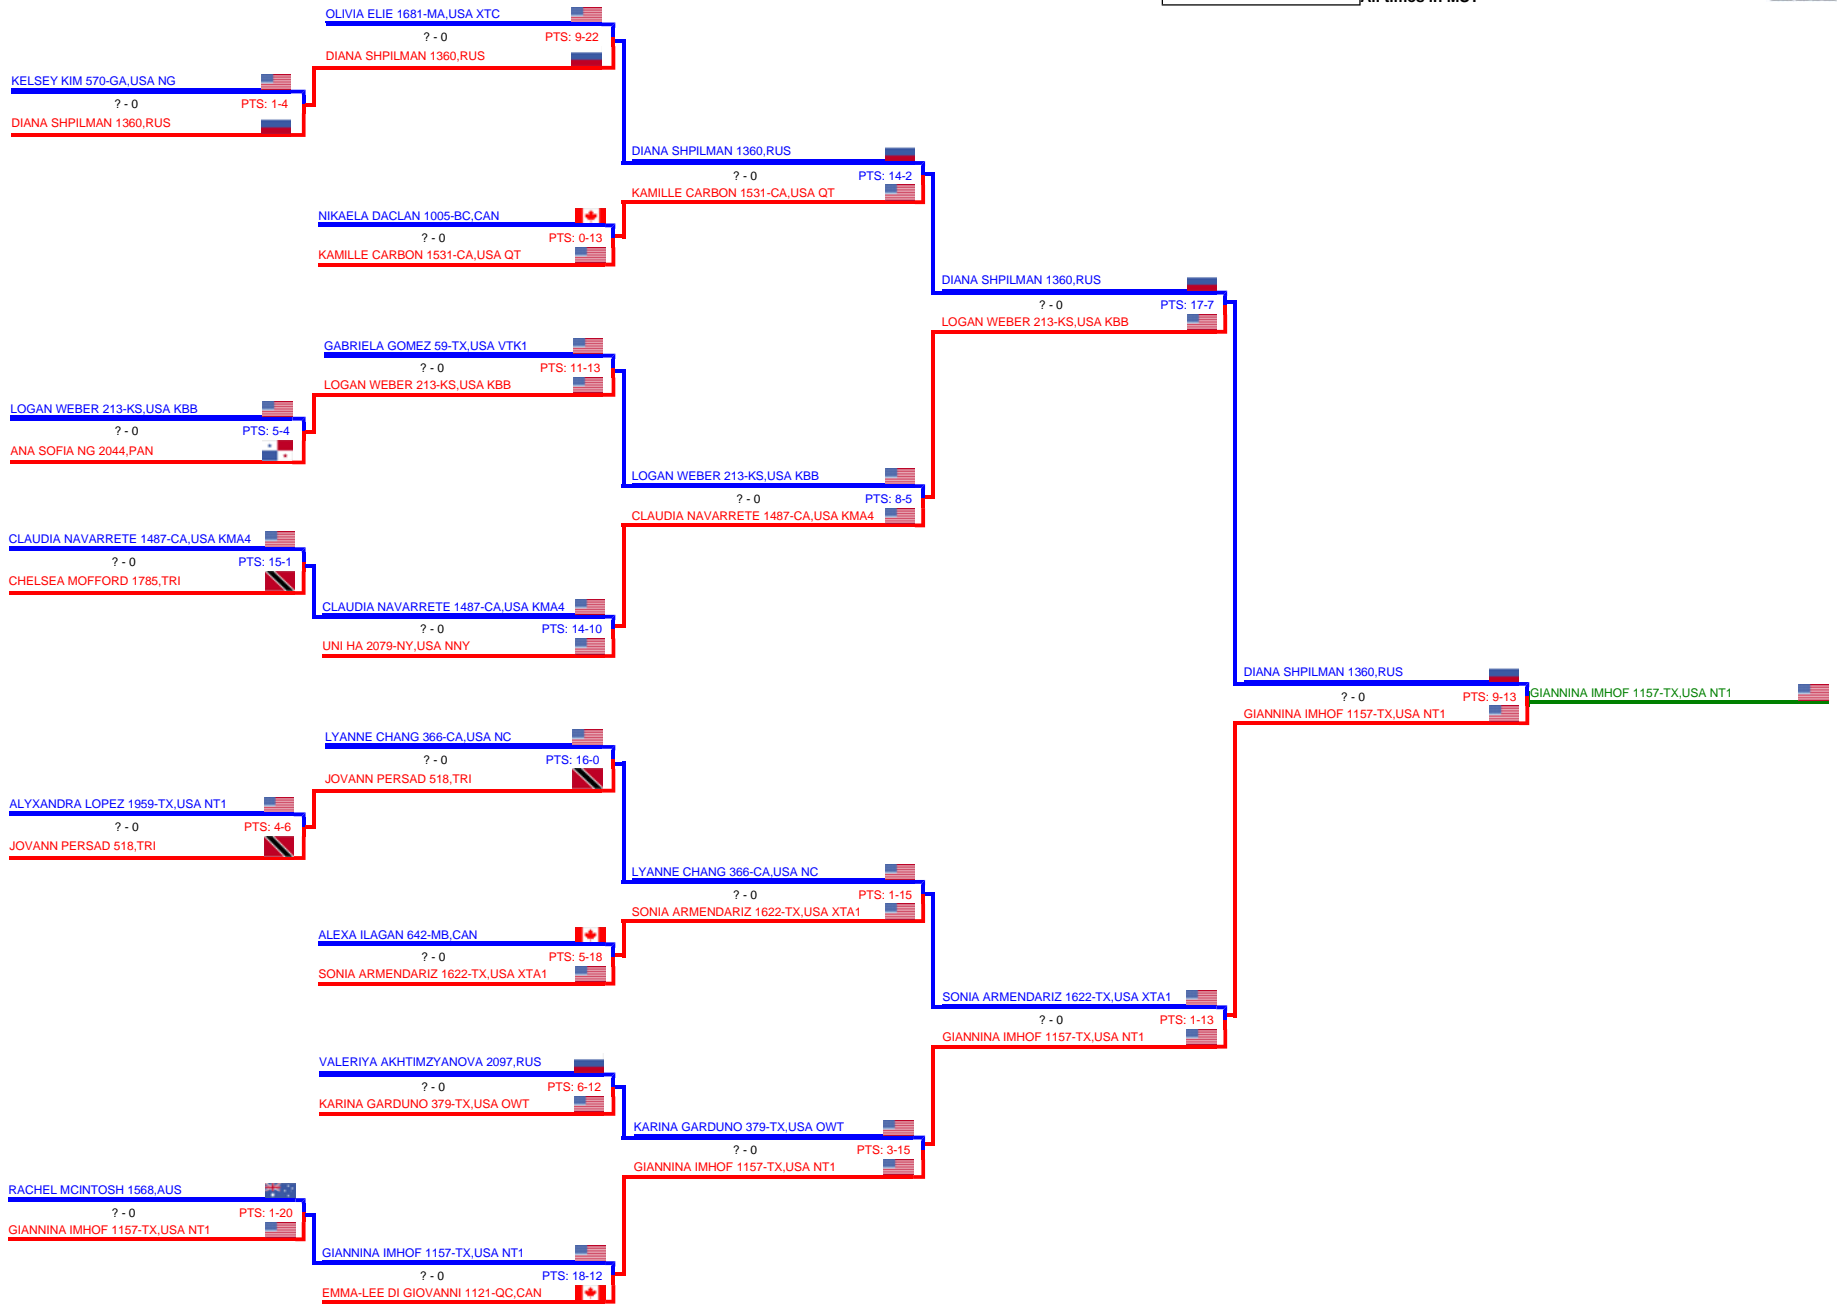 OLIVIA ELIE 1681-MA,USA XTC
? - 0 PTS: 9-22
DIANA SHPILMAN 1360,RUS
KELSEY KIM 570-GA,USA NG
? - 0 PTS: 1-4
DIANA SHPILMAN 1360,RUS
DIANA SHPILMAN 1360,RUS
? - 0 PTS: 14-2
KAMILLE CARBON 1531-CA,USA QT
NIKAELA DACLAN 1005-BC,CAN
? - 0 PTS: 0-13
KAMILLE CARBON 1531-CA,USA QT
DIANA SHPILMAN 1360,RUS
? - 0 PTS: 17-7
LOGAN WEBER 213-KS,USA KBB
GABRIELA GOMEZ 59-TX,USA VTK1
? - 0 PTS: 11-13
LOGAN WEBER 213-KS,USA KBB
LOGAN WEBER 213-KS,USA KBB
? - 0 PTS: 5-4
ANA SOFIA NG 2044,PAN
LOGAN WEBER 213-KS,USA KBB
? - 0 PTS: 8-5
CLAUDIA NAVARRETE 1487-CA,USA KMA4
CLAUDIA NAVARRETE 1487-CA,USA KMA4
? - 0 PTS: 15-1
CHELSEA MOFFORD 1785,TRI
CLAUDIA NAVARRETE 1487-CA,USA KMA4
? - 0 PTS: 14-10
UNI HA 2079-NY,USA NNY
DIANA SHPILMAN 1360,RUS
? - 0 PTS: 9-13
GIANNINA IMHOF 1157-TX,USA NT1
GIANNINA IMHOF 1157-TX,USA NT1
LYANNE CHANG 366-CA,USA NC
? - 0 PTS: 16-0
JOVANN PERSAD 518,TRI
ALYXANDRA LOPEZ 1959-TX,USA NT1
? - 0 PTS: 4-6
JOVANN PERSAD 518,TRI
LYANNE CHANG 366-CA,USA NC
? - 0 PTS: 1-15
SONIA ARMENDARIZ 1622-TX,USA XTA1
ALEXA ILAGAN 642-MB,CAN
? - 0 PTS: 5-18
SONIA ARMENDARIZ 1622-TX,USA XTA1
SONIA ARMENDARIZ 1622-TX,USA XTA1
? - 0 PTS: 1-13
GIANNINA IMHOF 1157-TX,USA NT1
VALERIYA AKHTIMZYANOVA 2097,RUS
? - 0 PTS: 6-12
KARINA GARDUNO 379-TX,USA OWT
KARINA GARDUNO 379-TX,USA OWT
? - 0 PTS: 3-15
GIANNINA IMHOF 1157-TX,USA NT1
RACHEL MCINTOSH 1568,AUS
? - 0 PTS: 1-20
GIANNINA IMHOF 1157-TX,USA NT1
GIANNINA IMHOF 1157-TX,USA NT1
? - 0 PTS: 18-12
EMMA-LEE DI GIOVANNI 1121-QC,CAN